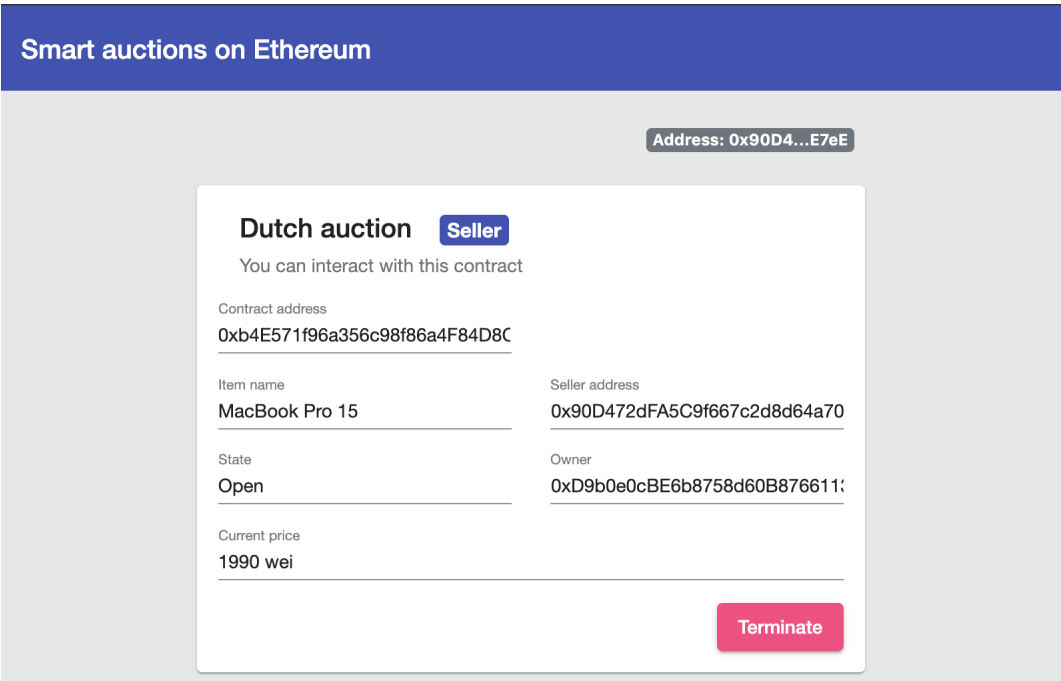 Smart auctions on Ethereum
Address: 0x90D4...E7eE
Dutch auction Seller
You can interact with this contract
Contract address
0xb4E571f96a356c98f86a4F84D8C
Item name
MacBook Pro 15
Seller address
0x90D472dFA5C9f667c2d8d64a70
State
Open
Owner
0xD9b0e0cBE6b8758d60B8766113
Current price
1990 wei
Terminate